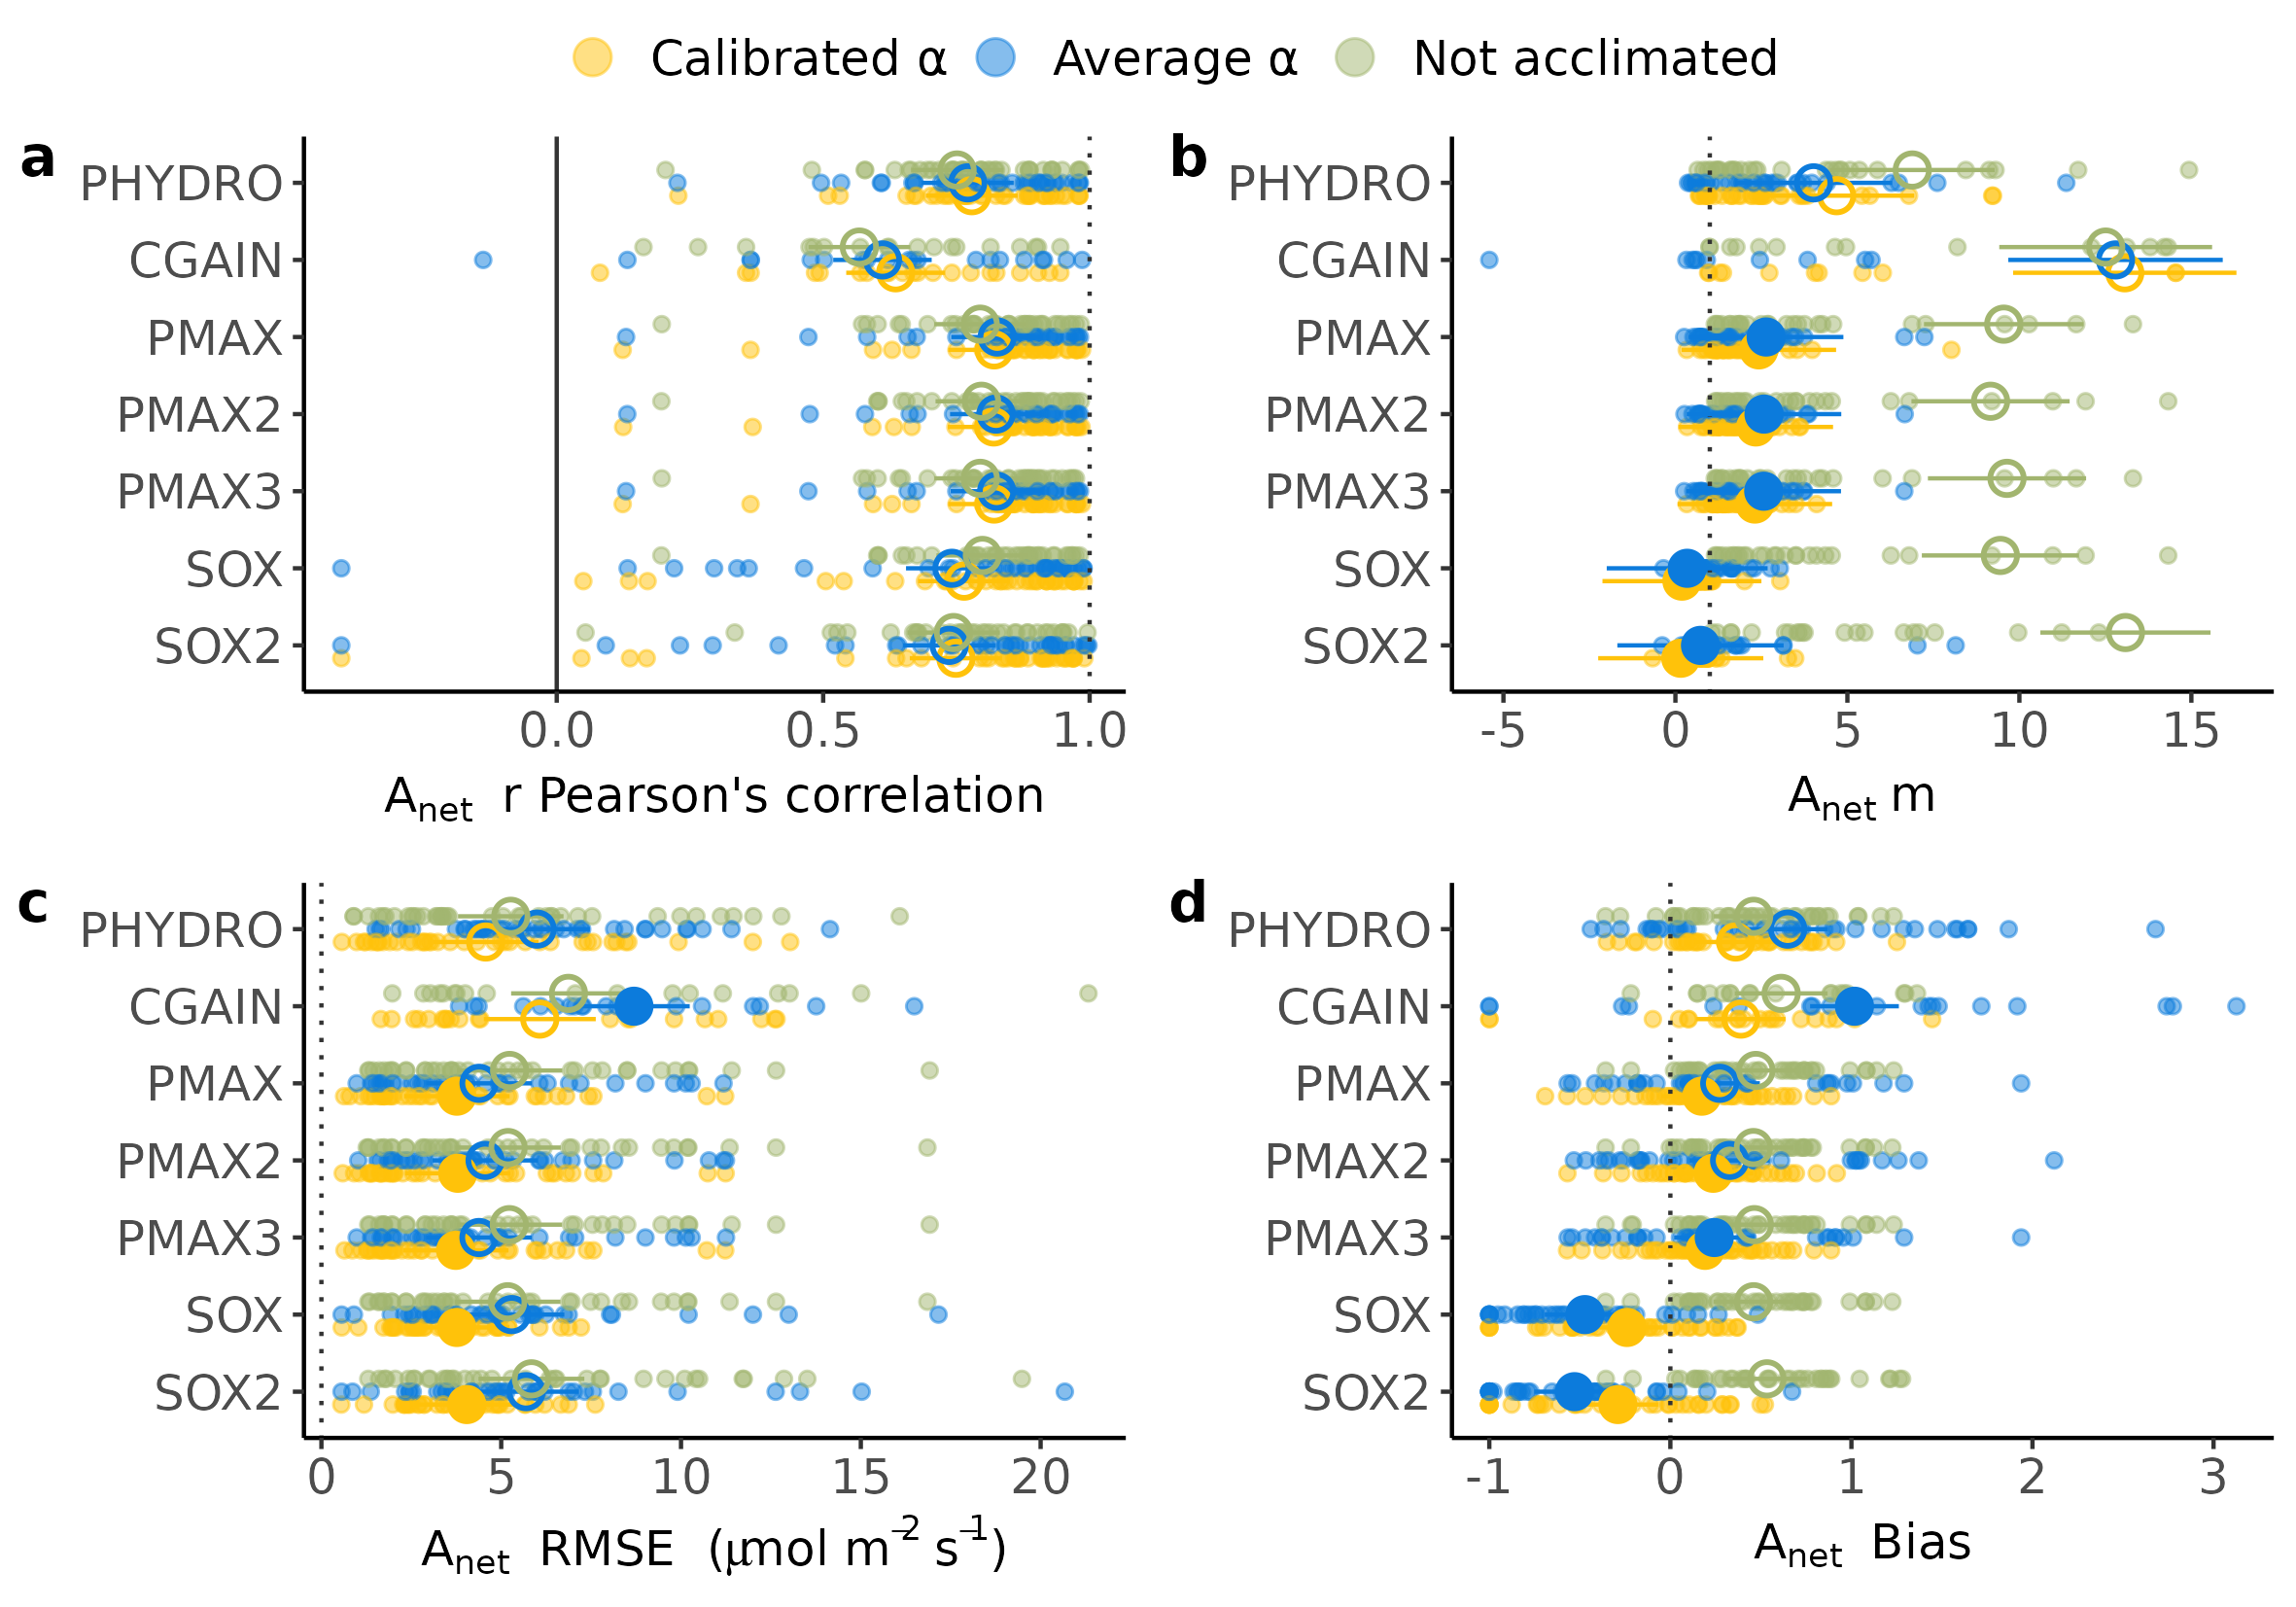 Calibrated α Average α Not acclimated
a
PHYDRO
CGAIN
PMAX
PMAX2
PMAX3
SOX
SOX2
0.0 0.5 1.0
Anet r Pearson's correlation
b
PHYDRO
CGAIN
PMAX
PMAX2
PMAX3
SOX
SOX2
-5 0 5 10 15
Anet m
c
PHYDRO
CGAIN
PMAX
PMAX2
PMAX3
SOX
SOX2
0 5 10 15 20
Anet RMSE (μmol m−2 s−1)
d
PHYDRO
CGAIN
PMAX
PMAX2
PMAX3
SOX
SOX2
-1 0 1 2 3
Anet Bias